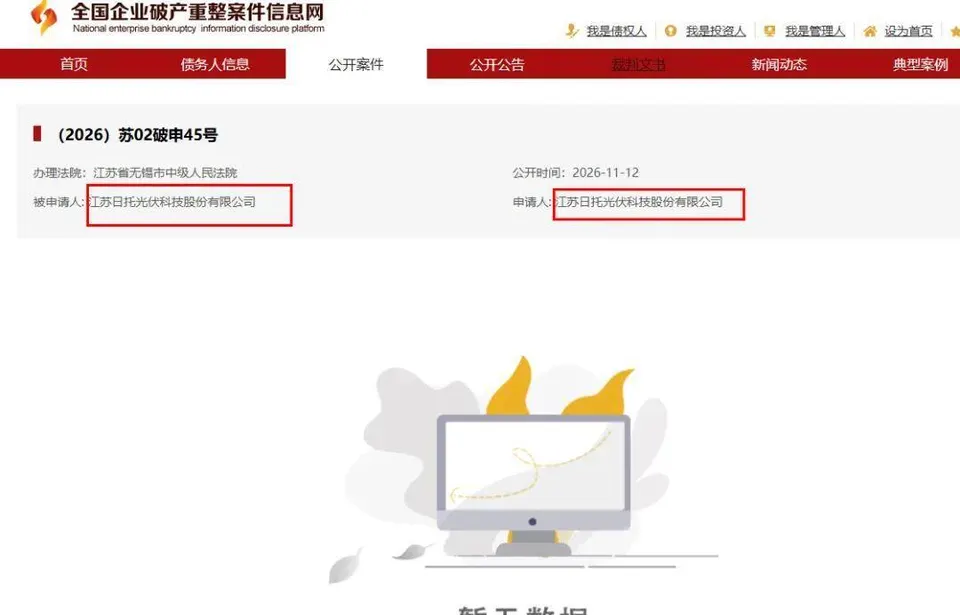 全国企业破产重整案件信息网
National enterprise bankruptcy information disclosure platform
我是债权人 我是投资人 我是管理人 设为首页
首页 债务人信息 公开案件 公开公告 裁判文书 新闻动态 典型案例
（2026）苏02破申45号
办理法院：江苏省无锡市中级人民法院 公开时间：2026-11-12
被申请人：江苏日托光伏科技股份有限公司 申请人：江苏日托光伏科技股份有限公司
暂无数据